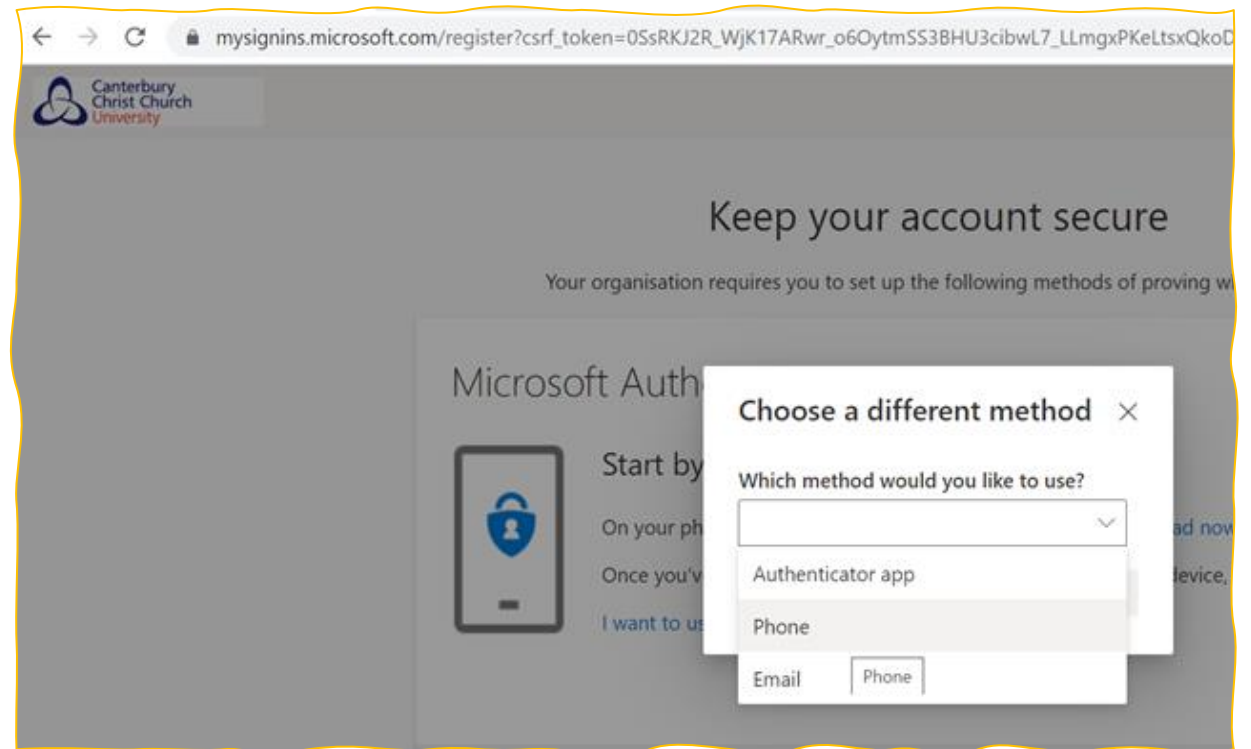 mysignins.microsoft.com/register?csrf_token=0SsRKJ2R_WjK17ARwr_o6OytmSS3BHU3cibwL7_LLmgxPKeLtsxQkoD
Canterbury
Christ Church
University
Keep your account secure
Your organisation requires you to set up the following methods of proving w
Microsoft Auth
Choose a different method
Start by
Which method would you like to use?
On your ph
ad now
Authenticator app
Once you'v
device,
I want to us
Phone
Email
Phone